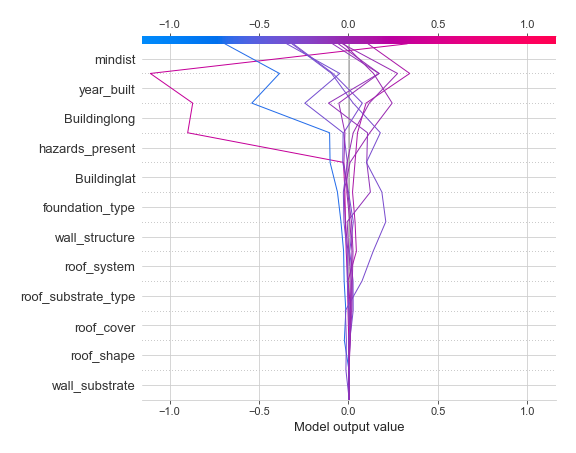 −1.0 −0.5 0.0 0.5 1.0
mindist
year_built
Buildinglong
hazards_present
Buildinglat
foundation_type
wall_structure
roof_system
roof_substrate_type
roof_cover
roof_shape
wall_substrate
−1.0 −0.5 0.0 0.5 1.0
Model output value